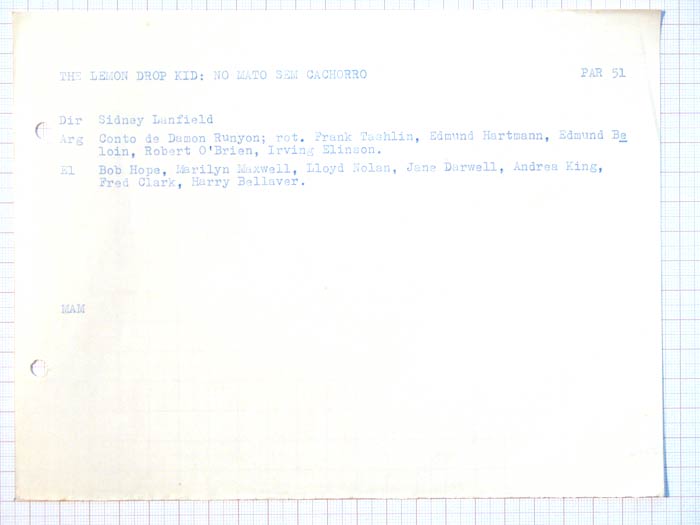 THE LEMON DROP KID: NO MATO SEM CACHORRO PAR 51
Dir Sidney Lanfield
Arg Conto de Damon Runyon; rot. Frank Tashlin, Edmund Hartmann, Edmund Be
loin, Robert O'Brien, Irving Elinson.
El Bob Hope, Marilyn Maxwell, Lloyd Nolan, Jane Darwell, Andrea King,
Fred Clark, Harry Bellaver.
MAM